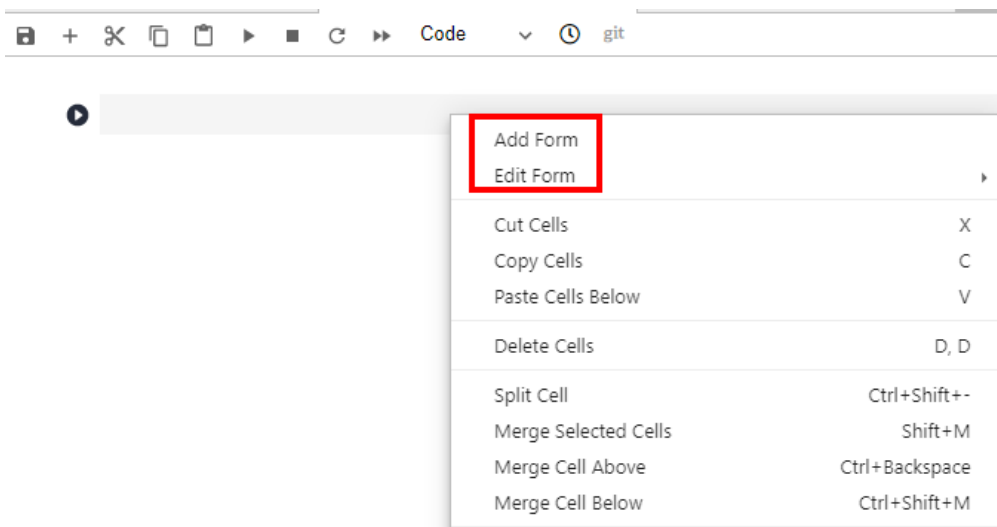 Code git
Add Form
Edit Form
Cut Cells X
Copy Cells C
Paste Cells Below V
Delete Cells D, D
Split Cell Ctrl+Shift+-
Merge Selected Cells Shift+M
Merge Cell Above Ctrl+Backspace
Merge Cell Below Ctrl+Shift+M